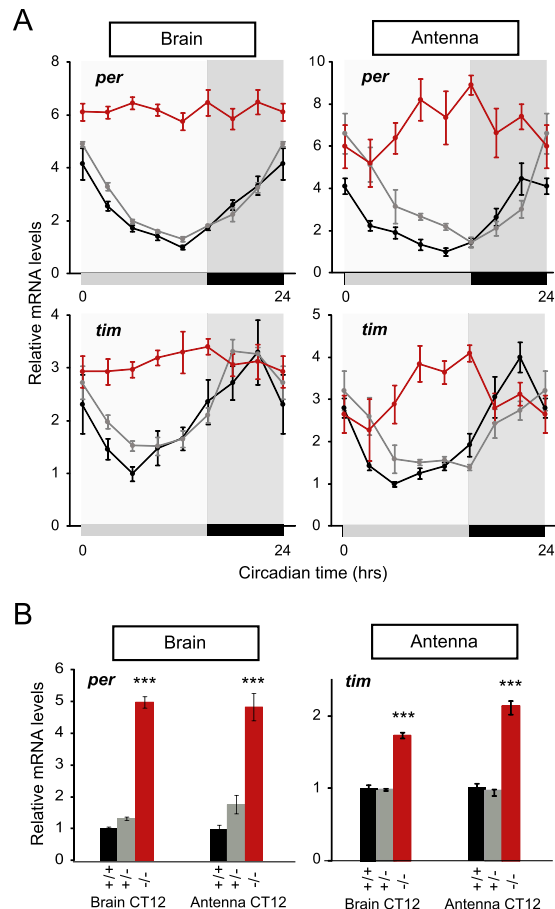 A
Brain
Antenna
per
per
8
6
4
2
0
10
8
6
4
2
0
0
24
0
24
Relative mRNA levels
tim
tim
4
3
2
1
0
5
4
3
2
1
0
0
24
0
24
Circadian time (hrs)
B
Brain
Antenna
per
tim
Relative mRNA levels
6
5
4
3
2
1
0
2
1
0
***
***
***
***
+/+
+/-
-/-
+/+
+/-
-/-
+/+
+/-
-/-
+/+
+/-
-/-
Brain CT12
Antenna CT12
Brain CT12
Antenna CT12